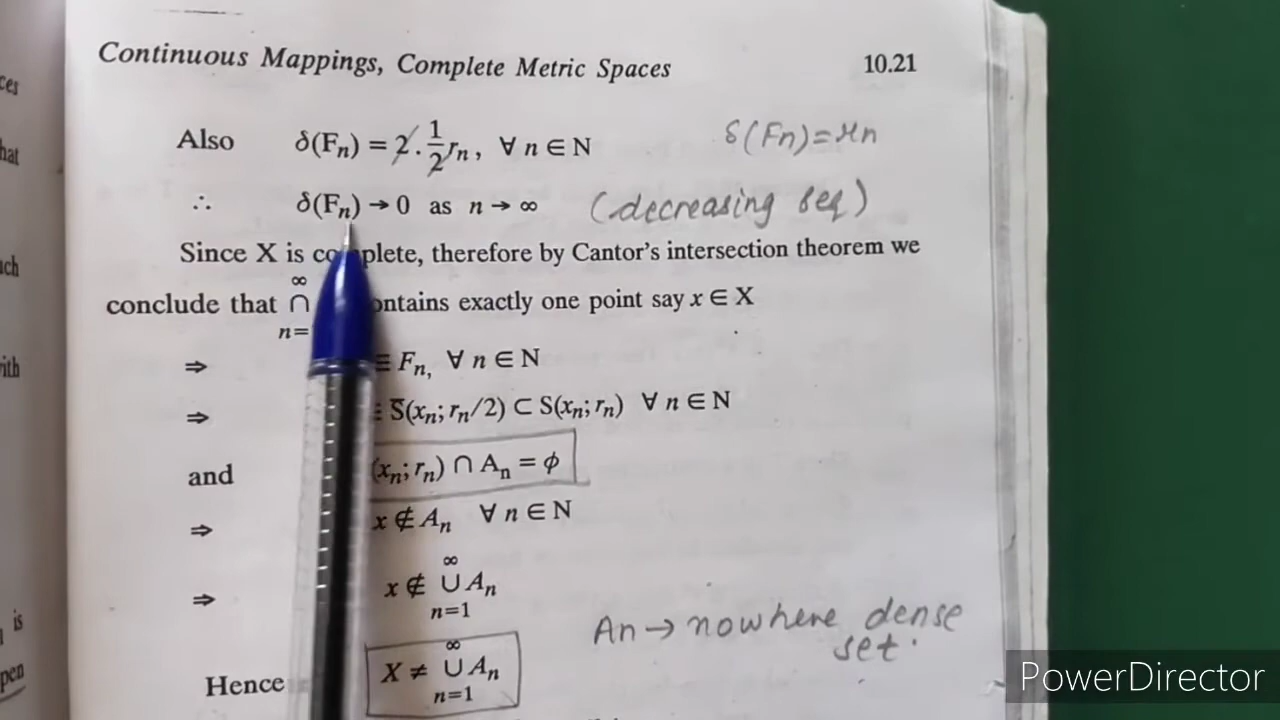 Continuous Mappings, Complete Metric Spaces 10.21
Also δ(Fₙ) = 2 · 1/2 rₙ, ∀ n ∈ N δ(Fn) = rn
∴ δ(Fₙ) → 0 as n → ∞ (decreasing seq)
Since X is complete, therefore by Cantor's intersection theorem we
conclude that ∞ ∩ n= contains exactly one point say x ∈ X
⇒ ∈ Fₙ, ∀ n ∈ N
⇒ ∈ S̄(xₙ; rₙ/2) ⊂ S(xₙ; rₙ) ∀ n ∈ N
and (xₙ; rₙ) ∩ Aₙ = ϕ
⇒ x ∉ Aₙ ∀ n ∈ N
⇒ x ∉ ∞ ∪ n=1 Aₙ
An → nowhere dense
set.
Hence X ≠ ∞ ∪ n=1 Aₙ
PowerDirector